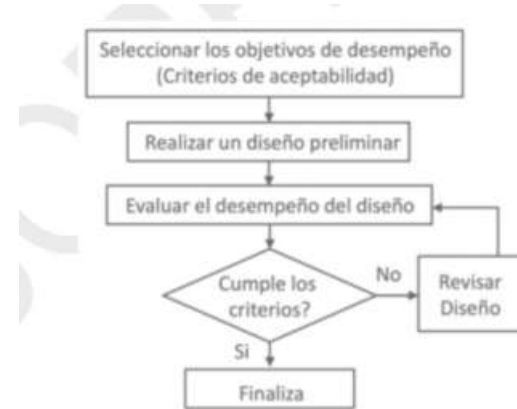 Seleccionar los objetivos de desempeño
(Criterios de aceptabilidad)
Realizar un diseño preliminar
Evaluar el desempeño del diseño
Cumple los
criterios?
No
Revisar
Diseño
Si
Finaliza